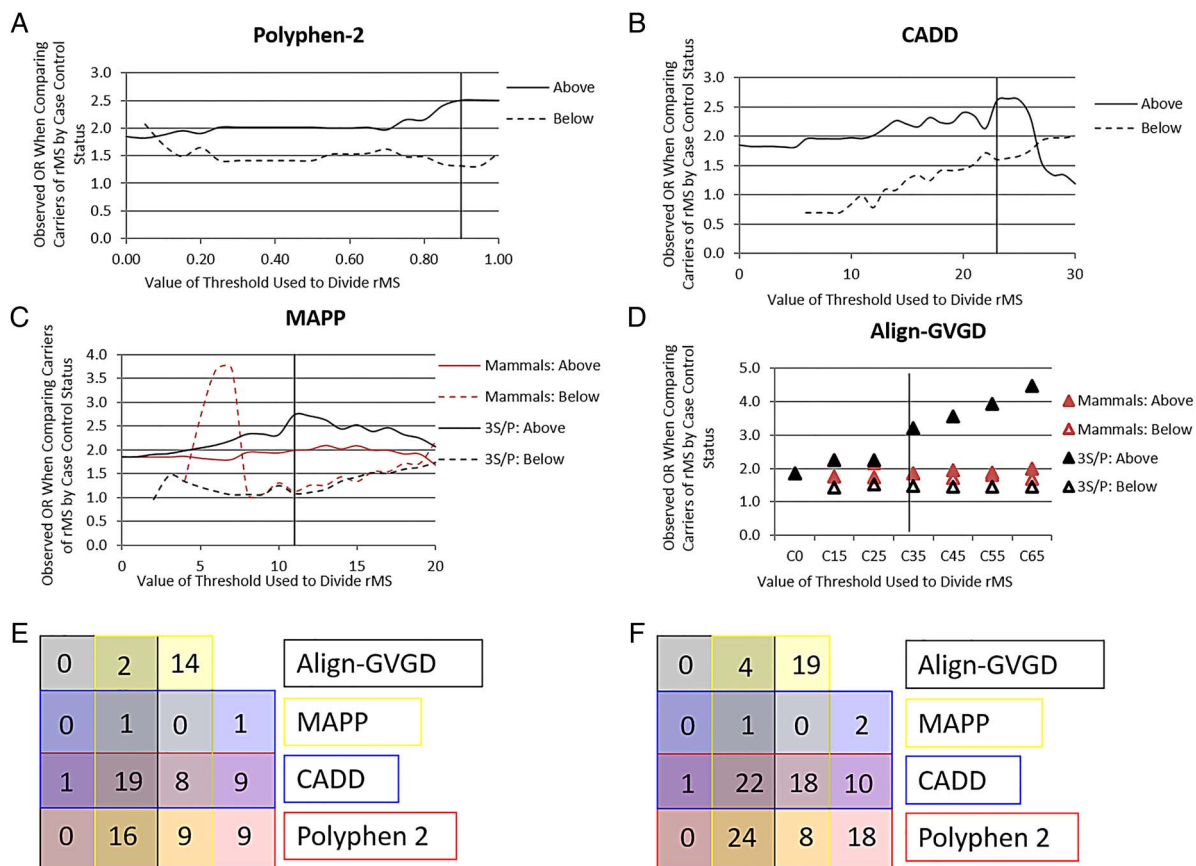 A
Polyphen-2
Observed OR When Comparing
Carriers of rMS by Case Control
Status
3.0
2.5
2.0
1.5
1.0
0.5
0.0
0.00 0.20 0.40 0.60 0.80 1.00
Value of Threshold Used to Divide rMS
Above
Below
B
CADD
Observed OR When Comparing
Carriers of rMS by Case Control
Status
3.0
2.5
2.0
1.5
1.0
0.5
0.0
0 10 20 30
Value of Threshold Used to Divide rMS
Above
Below
C
MAPP
Observed OR When Comparing Carriers
of rMS by Case Control Status
4.0
3.5
3.0
2.5
2.0
1.5
1.0
0.5
0.0
0 5 10 15 20
Value of Threshold Used to Divide rMS
Mammals: Above
Mammals: Below
3S/P: Above
3S/P: Below
D
Align-GVGD
Observed OR When Comparing
Carriers of rMS by Case Control
Status
5.0
4.0
3.0
2.0
1.0
0.0
C0 C15 C25 C35 C45 C55 C65
Value of Threshold Used to Divide rMS
Mammals: Above
Mammals: Below
3S/P: Above
3S/P: Below
E
0 2 14 Align-GVGD
0 1 0 1 MAPP
1 19 8 9 CADD
0 16 9 9 Polyphen 2
F
0 4 19 Align-GVGD
0 1 0 2 MAPP
1 22 18 10 CADD
0 24 8 18 Polyphen 2